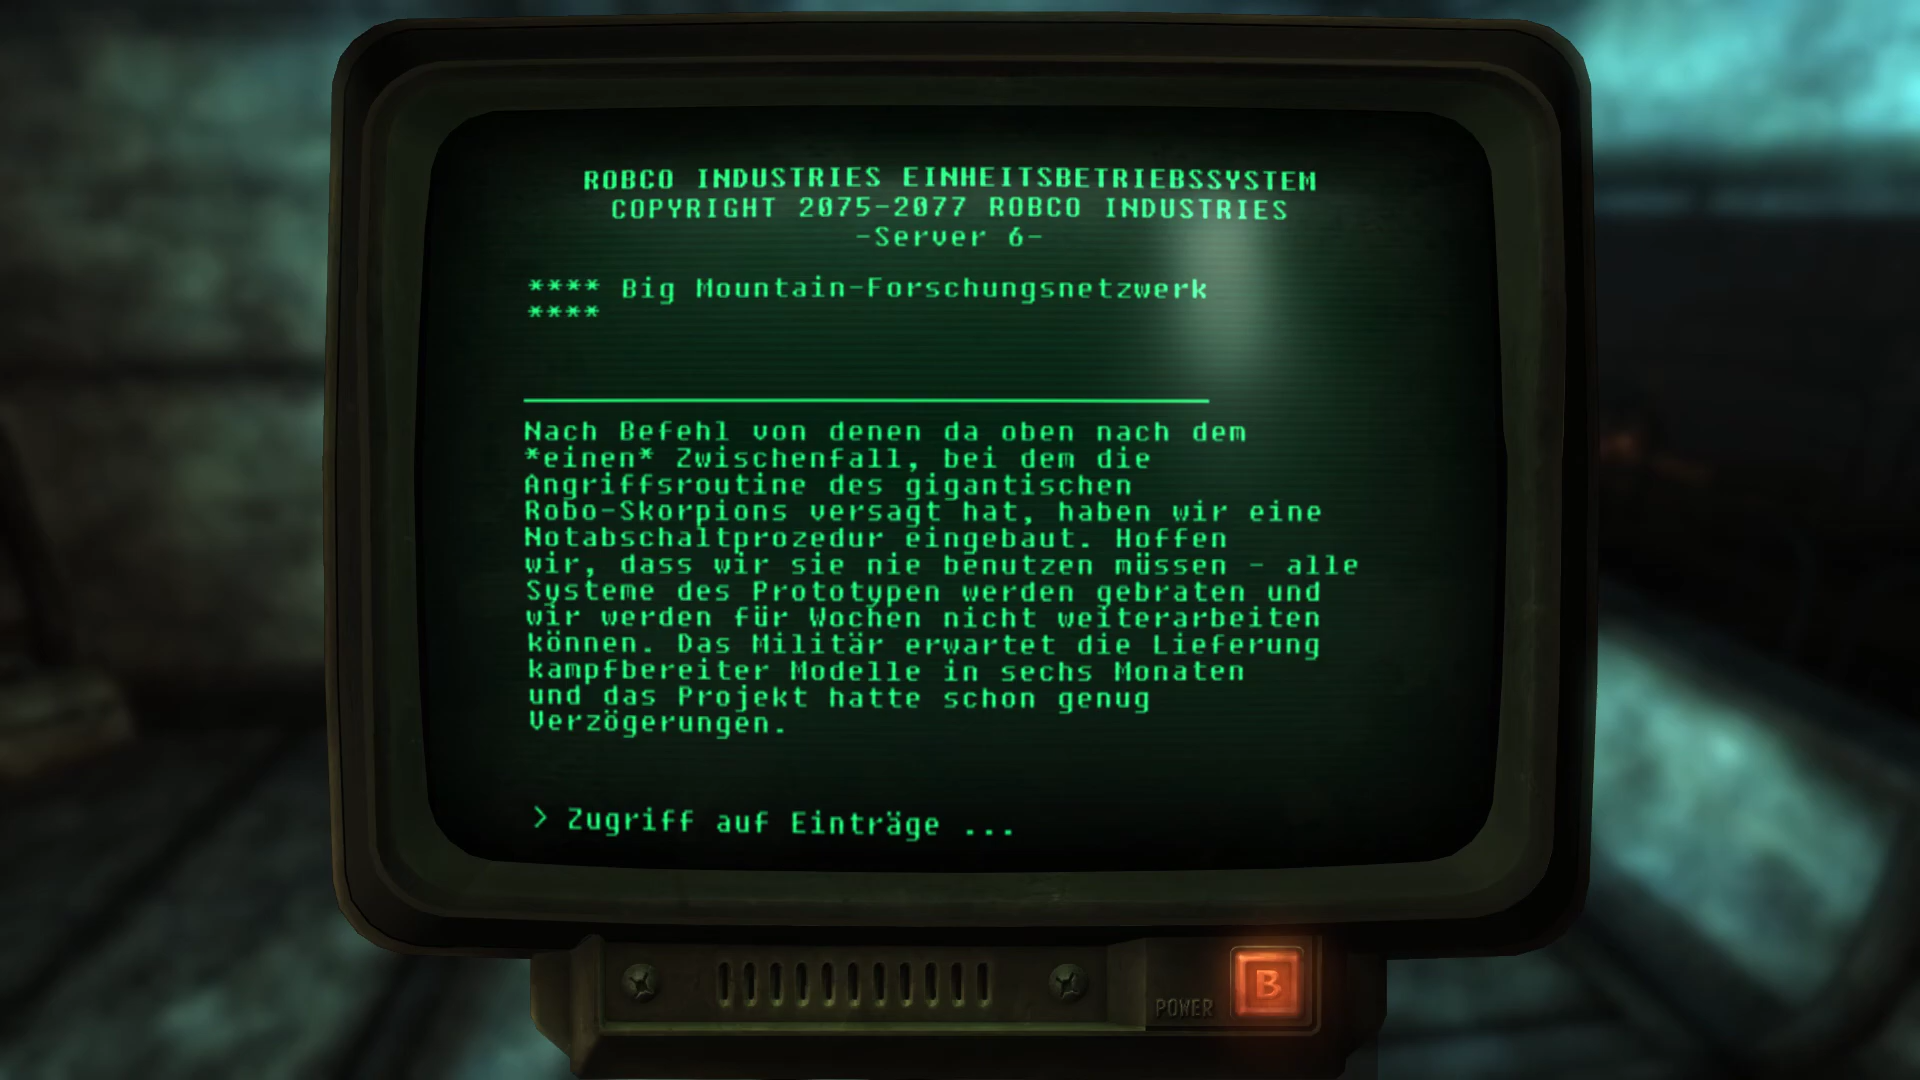 ROBCO INDUSTRIES EINHEITSBETRIEBSSYSTEM
COPYRIGHT 2075-2077 ROBCO INDUSTRIES
-Server 6-
**** Big Mountain-Forschungsnetzwerk
****
Nach Befehl von denen da oben nach dem
*einen* Zwischenfall, bei dem die
Angriffsroutine des gigantischen
Robo-Skorpions versagt hat, haben wir eine
Notabschaltprozedur eingebaut. Hoffen
wir, dass wir sie nie benutzen müssen - alle
Systeme des Prototypen werden gebraten und
wir werden für Wochen nicht weiterarbeiten
können. Das Militär erwartet die Lieferung
kampfbereiter Modelle in sechs Monaten
und das Projekt hatte schon genug
Verzögerungen.
> Zugriff auf Einträge ...
POWER B